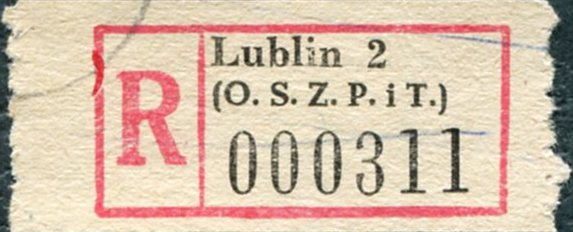 R
Lublin 2
(O. S. Z. P. i T.)
000311